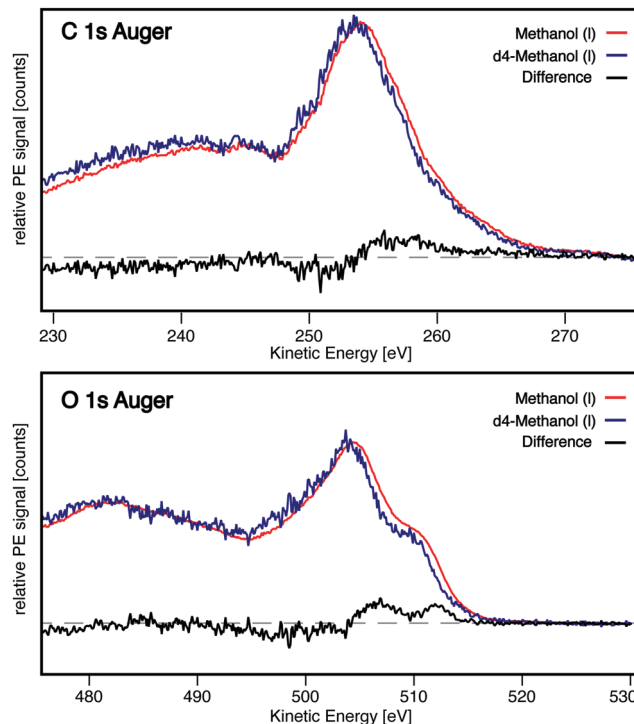 C 1s Auger
Methanol (l)
d4-Methanol (l)
Difference
relative PE signal [counts]
230 240 250 260 270
Kinetic Energy [eV]
O 1s Auger
Methanol (l)
d4-Methanol (l)
Difference
relative PE signal [counts]
480 490 500 510 520 530
Kinetic Energy [eV]